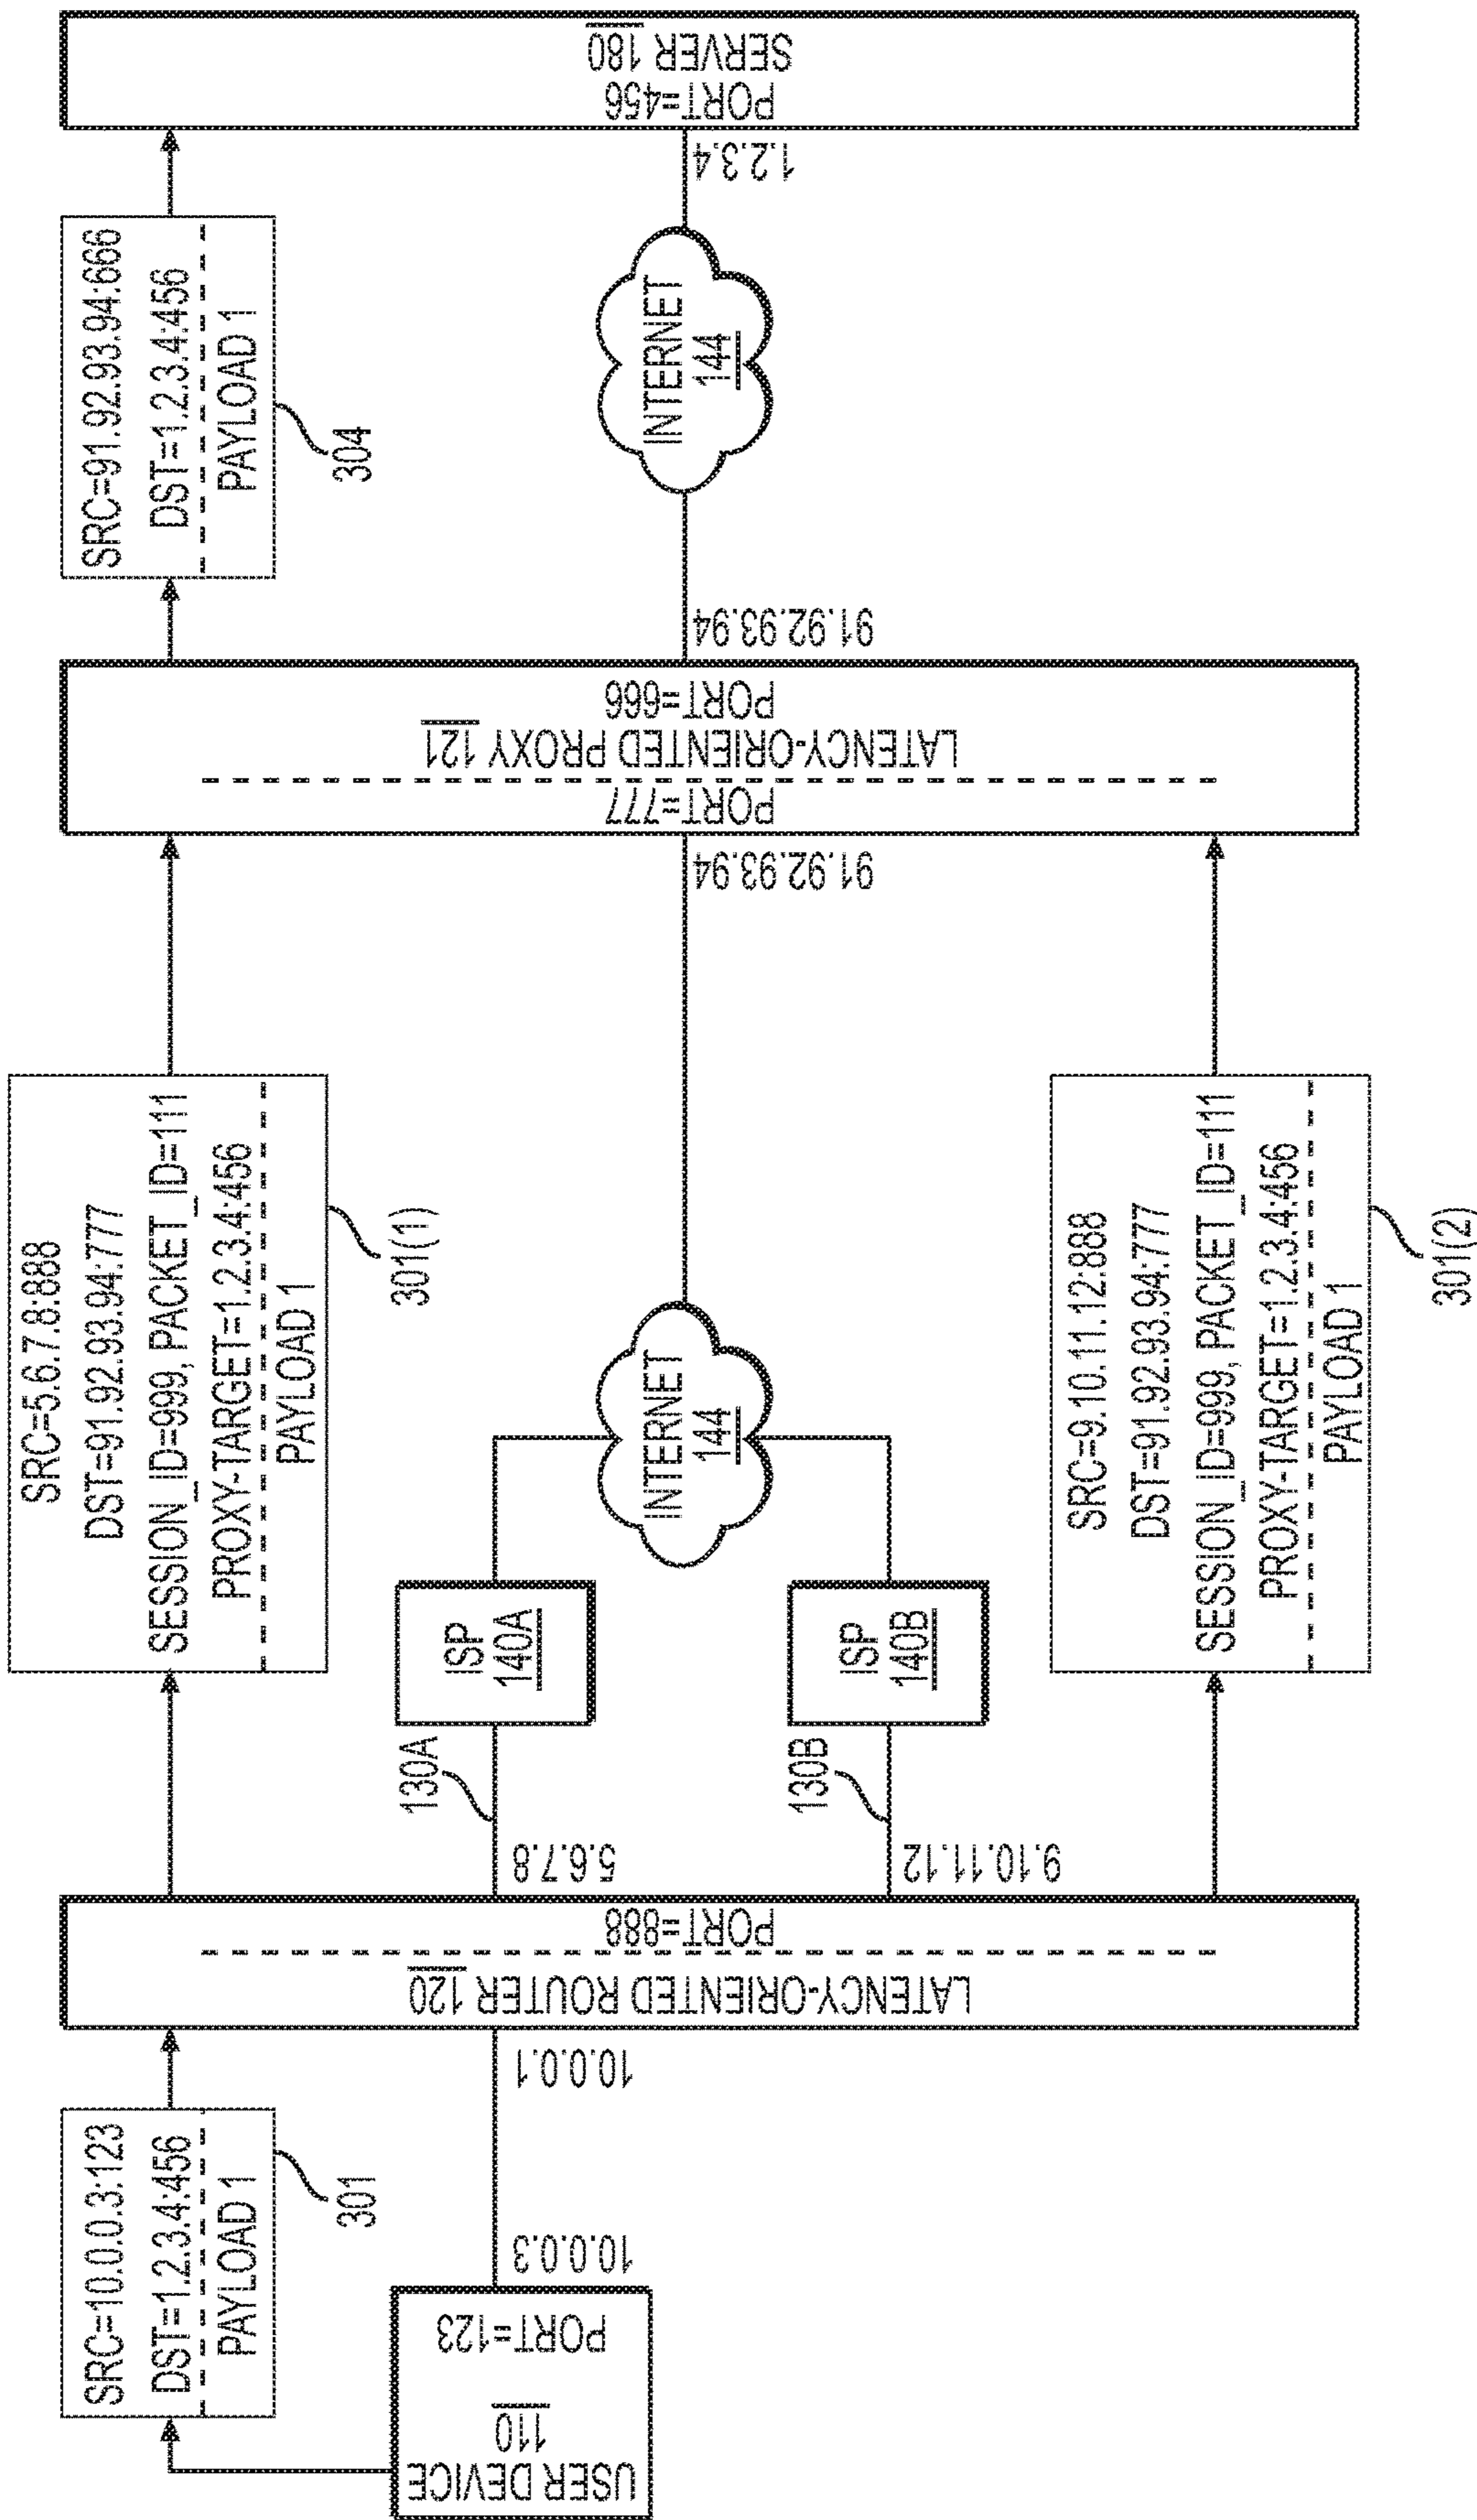 SRC=10.0.0.3:123
DST=1.2.3.4:456
PAYLOAD 1
301
USER DEVICE
110
PORT=123
10.0.0.3
10.0.0.1
LATENCY-ORIENTED ROUTER 120
PORT=888
5.6.7.8
130A
9.10.11.12
130B
ISP
140A
ISP
140B
SRC=5.6.7.8:888
DST=91.92.93.94:777
SESSION_ID=999, PACKET_ID=111
PROXY-TARGET=1.2.3.4:456
PAYLOAD 1
301(1)
INTERNET
144
SRC=9.10.11.12:888
DST=91.92.93.94:777
SESSION_ID=999, PACKET_ID=111
PROXY-TARGET=1.2.3.4:456
PAYLOAD 1
301(2)
91.92.93.94
PORT=777
LATENCY-ORIENTED PROXY 121
PORT=666
91.92.93.94
SRC=91.92.93.94:666
DST=1.2.3.4:456
PAYLOAD 1
304
INTERNET
144
1.2.3.4
PORT=456
SERVER 180